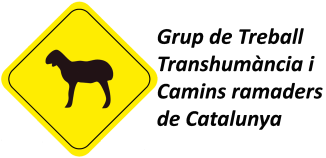 Grup de Treball
Transhumància i
Camins ramaders
de Catalunya